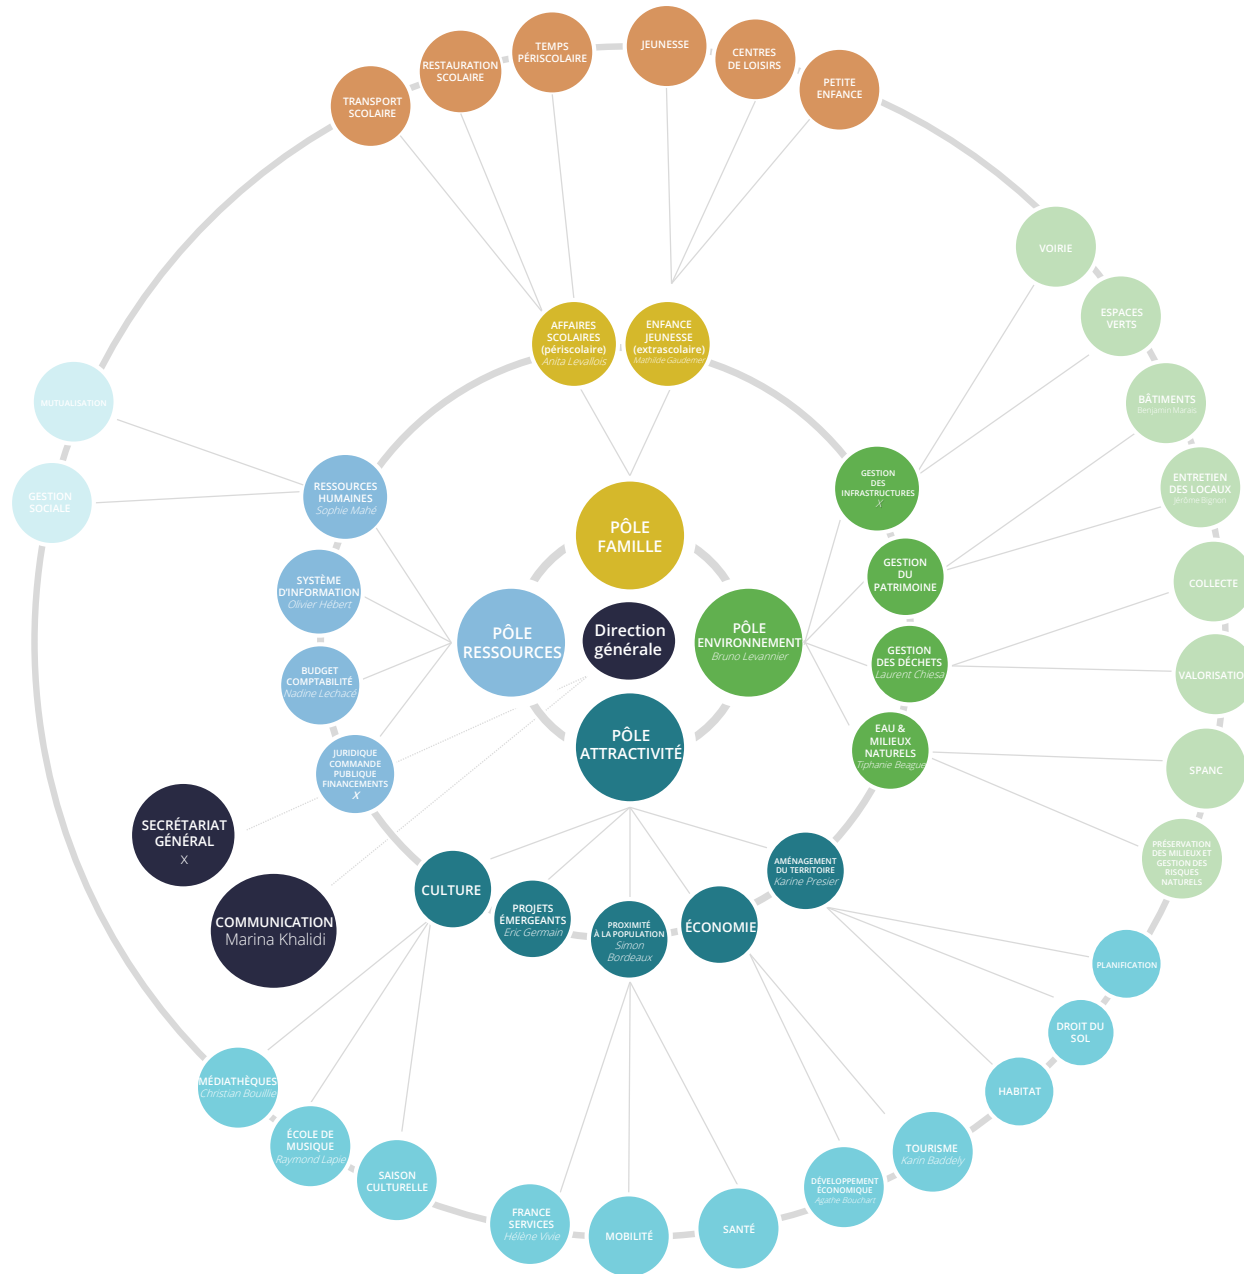 JEUNESSE
TEMPS
PÉRISCOLAIRE
CENTRES
DE LOISIRS
RESTAURATION
SCOLAIRE
PETITE
ENFANCE
TRANSPORT
SCOLAIRE
VOIRIE
ESPACES
VERTS
AFFAIRES
SCOLAIRES
(périscolaire)
Anita Levallois
ENFANCE
JEUNESSE
(extrascolaire)
Mathilde Gaudemer
MUTUALISATION
BÂTIMENTS
Benjamin Marais
GESTION
SOCIALE
RESSOURCES
HUMAINES
Sophie Mahé
GESTION
DES
INFRASTRUCTURES
X
ENTRETIEN
DES LOCAUX
Jérôme Bignon
PÔLE
FAMILLE
SYSTÈME
D'INFORMATION
Olivier Hébert
GESTION
DU
PATRIMOINE
COLLECTE
PÔLE
RESSOURCES
Direction
générale
PÔLE
ENVIRONNEMENT
Bruno Levannier
BUDGET
COMPTABILITÉ
Nadine Lechacé
GESTION
DES DÉCHETS
Laurent Chiesa
VALORISATIO
PÔLE
ATTRACTIVITÉ
EAU &
MILIEUX
NATURELS
Tiphanie Beague
JURIDIQUE
COMMANDE
PUBLIQUE
FINANCEMENTS
X
SPANC
SECRÉTARIAT
GÉNÉRAL
X
PRÉSERVATION
DES MILIEUX ET
GESTION DES
RISQUES
NATURELS
AMÉNAGEMENT
DU TERRITOIRE
Karine Presier
CULTURE
COMMUNICATION
Marina Khalidi
PROJETS
ÉMERGEANTS
Eric Germain
PROXIMITÉ
À LA POPULATION
Simon
Bordeaux
ÉCONOMIE
PLANIFICATION
DROIT DU
SOL
MÉDIATHÈQUES
Christian Bouillie
HABITAT
ÉCOLE DE
MUSIQUE
Raymond Lapie
TOURISME
Karin Baddely
SAISON
CULTURELLE
DÉVELOPPEMENT
ÉCONOMIQUE
Agathe Bouchart
FRANCE
SERVICES
Hélène Vivie
MOBILITÉ
SANTÉ